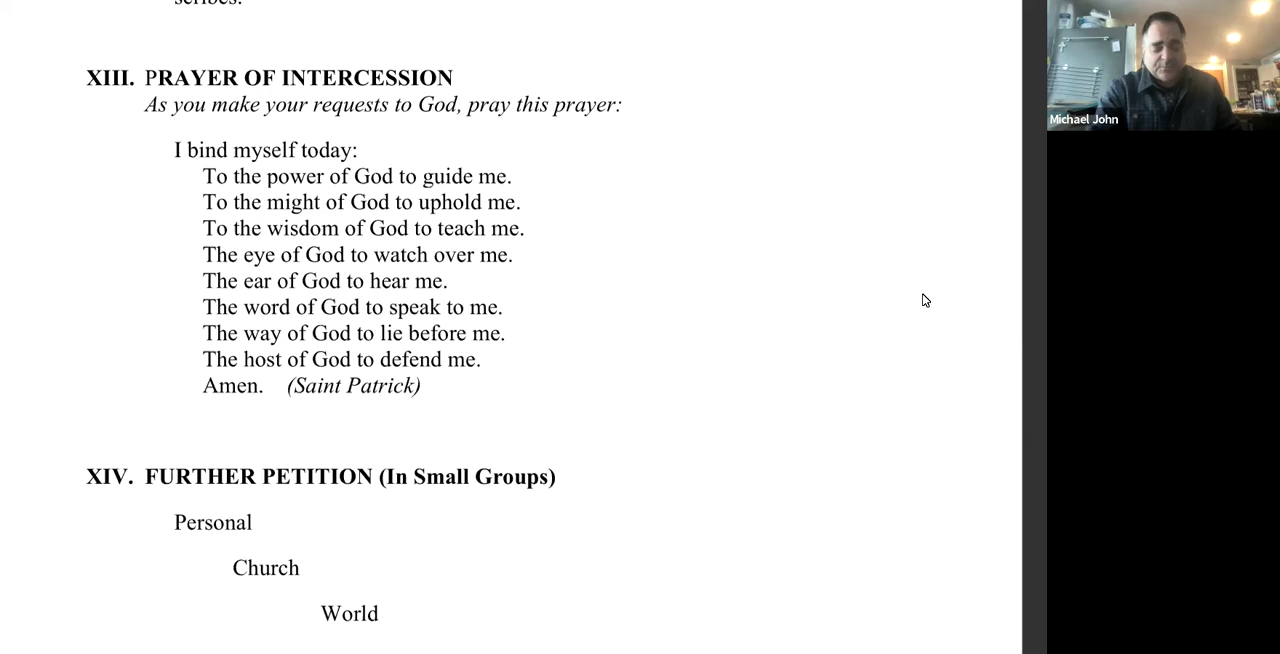 scribes.
XIII. PRAYER OF INTERCESSION
As you make your requests to God, pray this prayer:
I bind myself today:
To the power of God to guide me.
To the might of God to uphold me.
To the wisdom of God to teach me.
The eye of God to watch over me.
The ear of God to hear me.
The word of God to speak to me.
The way of God to lie before me.
The host of God to defend me.
Amen. (Saint Patrick)
XIV. FURTHER PETITION (In Small Groups)
Personal
Church
World
Michael John